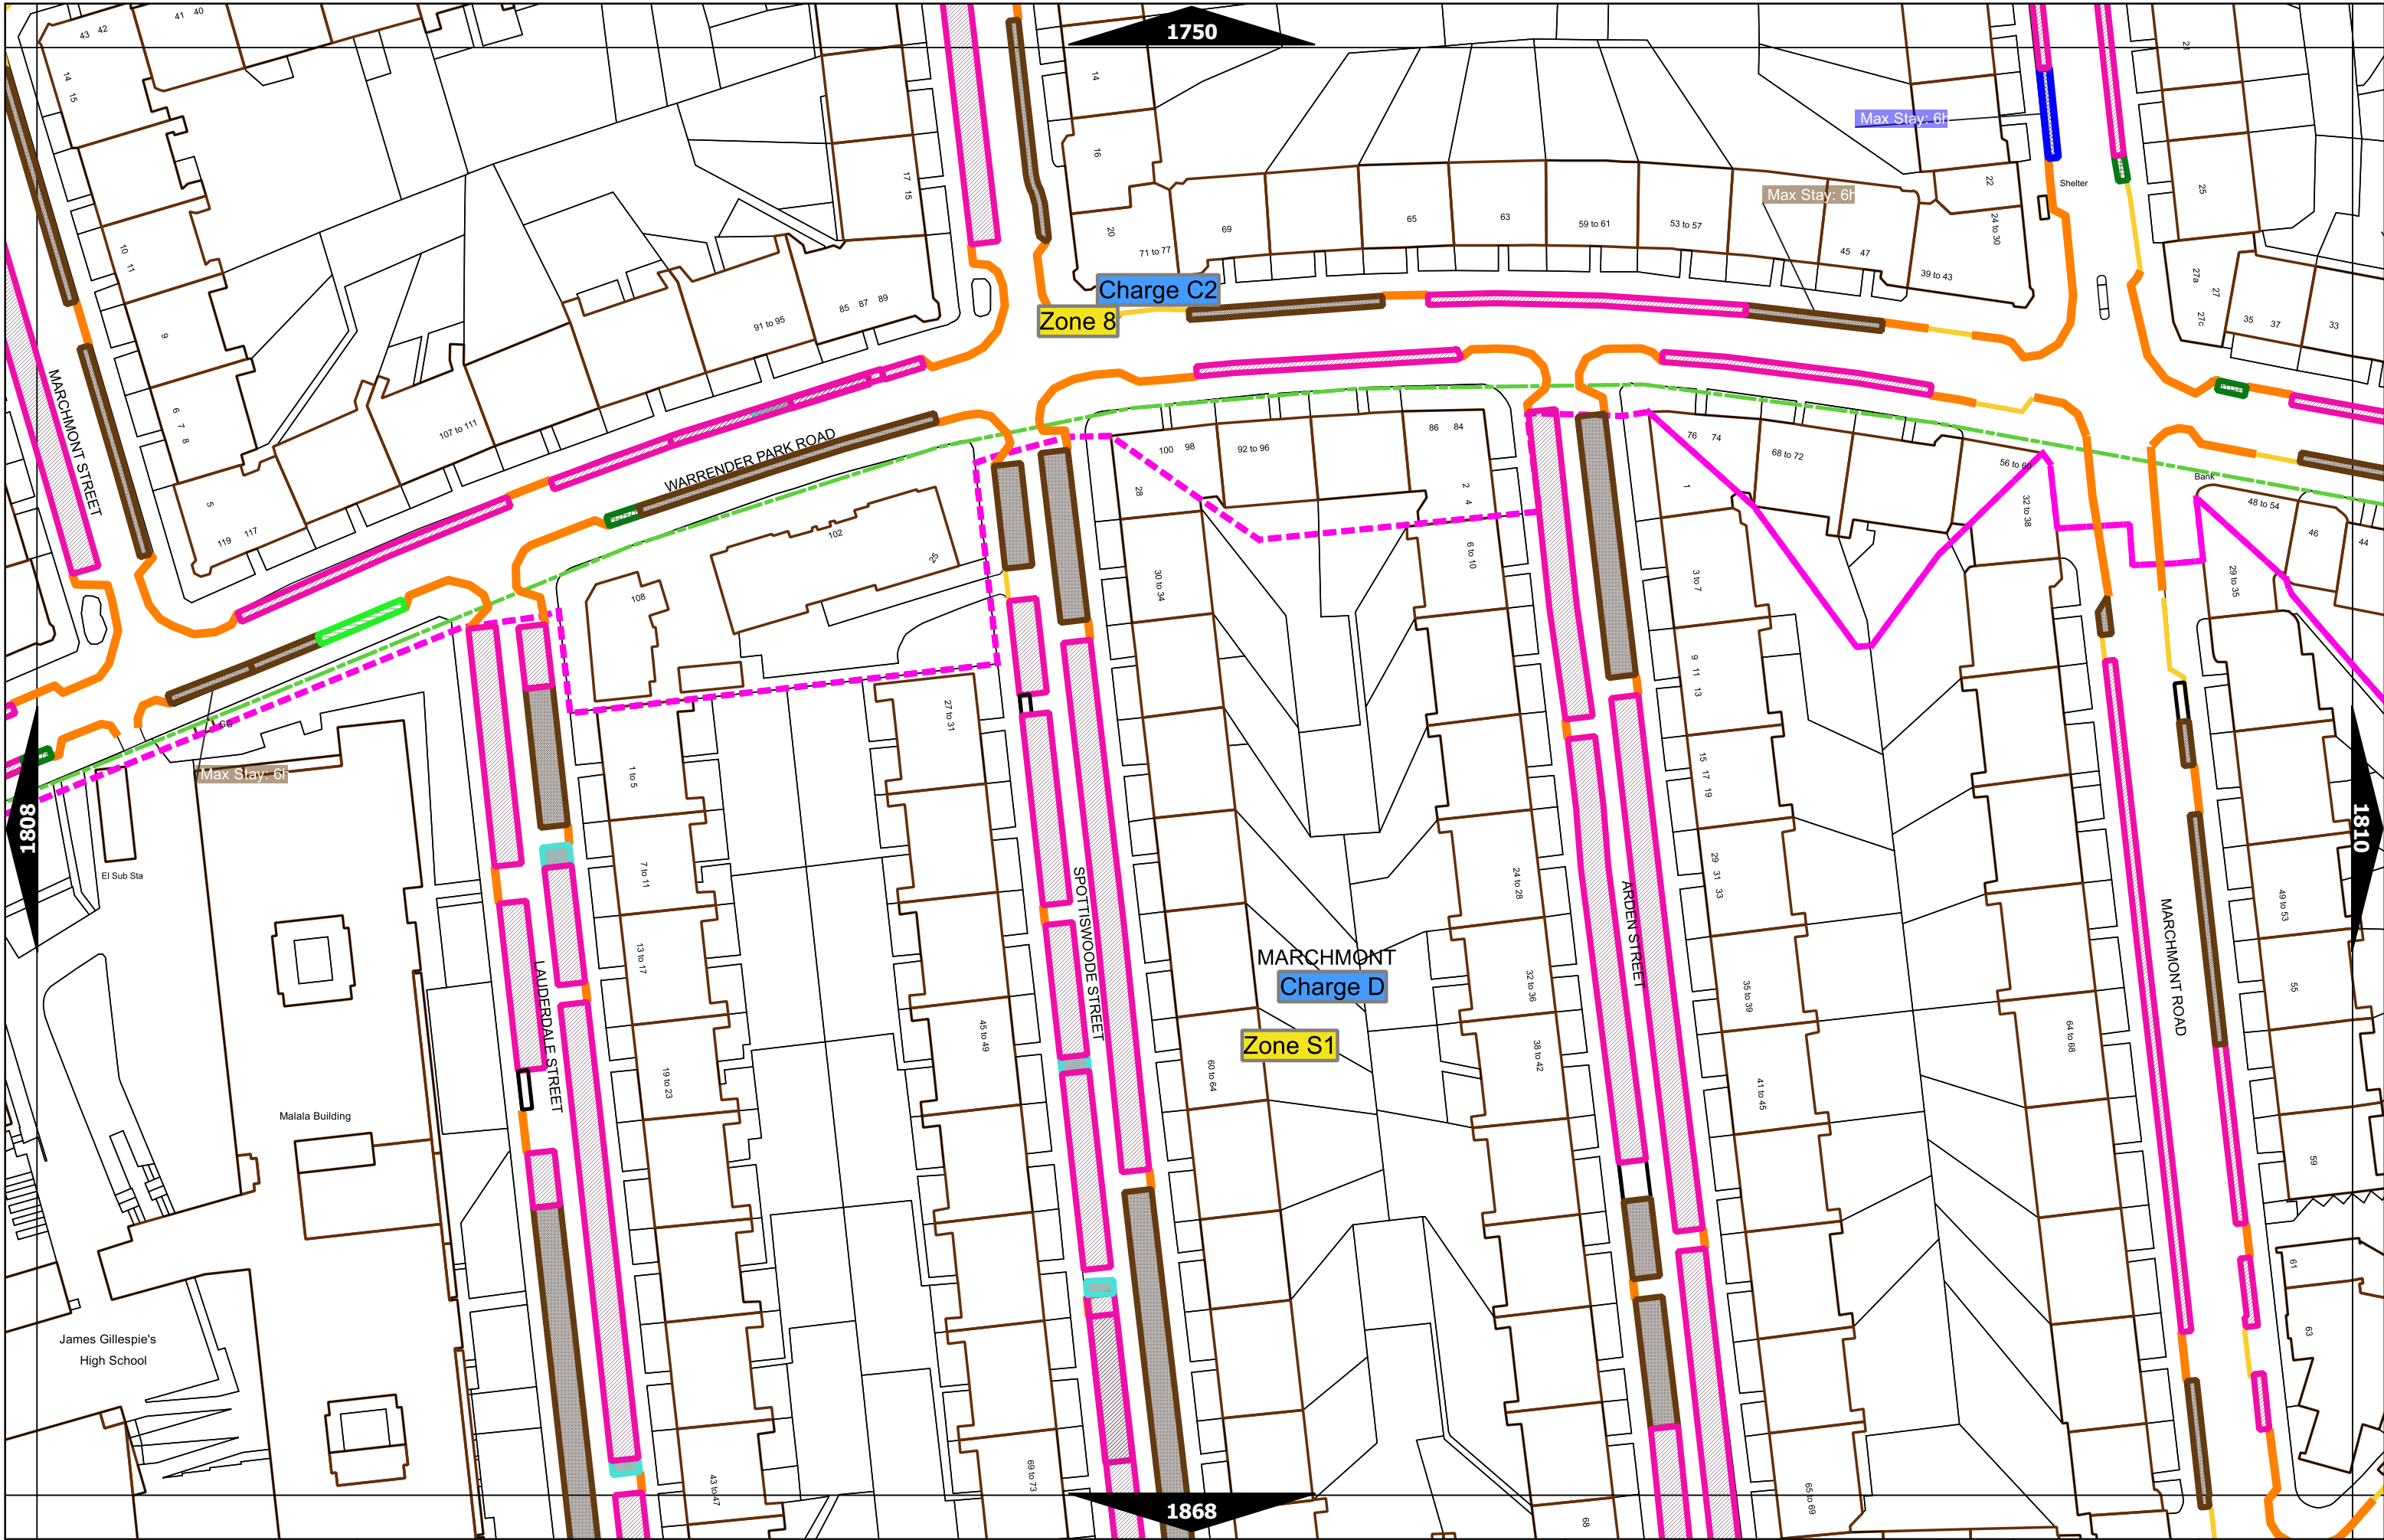 1750
43 42
41 40
14 15
14
16
17 15
21
Max Stay: 6h
Shelter
22
25
Max Stay: 6h
10 11
20
71 to 77
69
65
63
59 to 61
53 to 57
45 47
24 to 30
39 to 43
27a
27
27c
35 37
33
Charge C2
Zone 8
9
91 to 95
85 87 89
6 7 8
MARCHMONT STREET
107 to 111
WARRENDER PARK ROAD
5
119 117
102
25
108
28
100 98
92 to 96
86 84
2 4
76 74
68 to 72
56 to 60
Bank
48 to 54
46
44
1
32 to 38
30 to 34
6 to 10
3 to 7
29 to 35
9 11 13
27 to 31
1 to 5
15 17 19
Max Stay: 6h
1808
1810
El Sub Sta
7 to 11
24 to 28
29 31 33
49 to 53
13 to 17
SPOTTISWOODE STREET
ARDEN STREET
MARCHMONT ROAD
LAUDERDALE STREET
MARCHMONT
Charge D
Zone S1
32 to 36
35 to 39
55
45 to 49
38 to 42
64 to 68
19 to 23
60 to 64
41 to 45
Malala Building
59
61
63
James Gillespie's
High School
43 to 47
69 to 73
65 to 69
68
1868